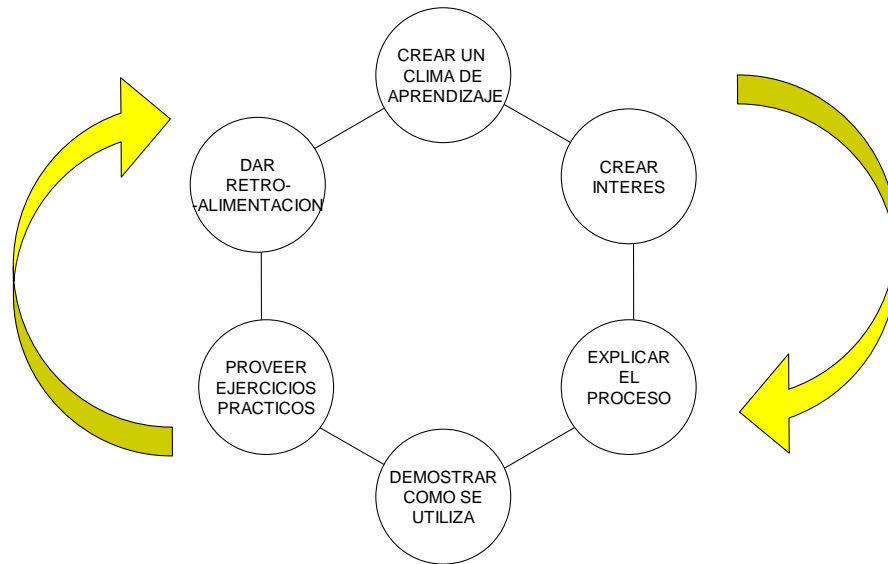 CREAR UN
CLIMA DE
APRENDIZAJE
CREAR
INTERES
EXPLICAR
EL
PROCESO
DEMOSTRAR
COMO SE
UTILIZA
PROVEER
EJERCICIOS
PRACTICOS
DAR
RETRO-
-ALIMENTACION